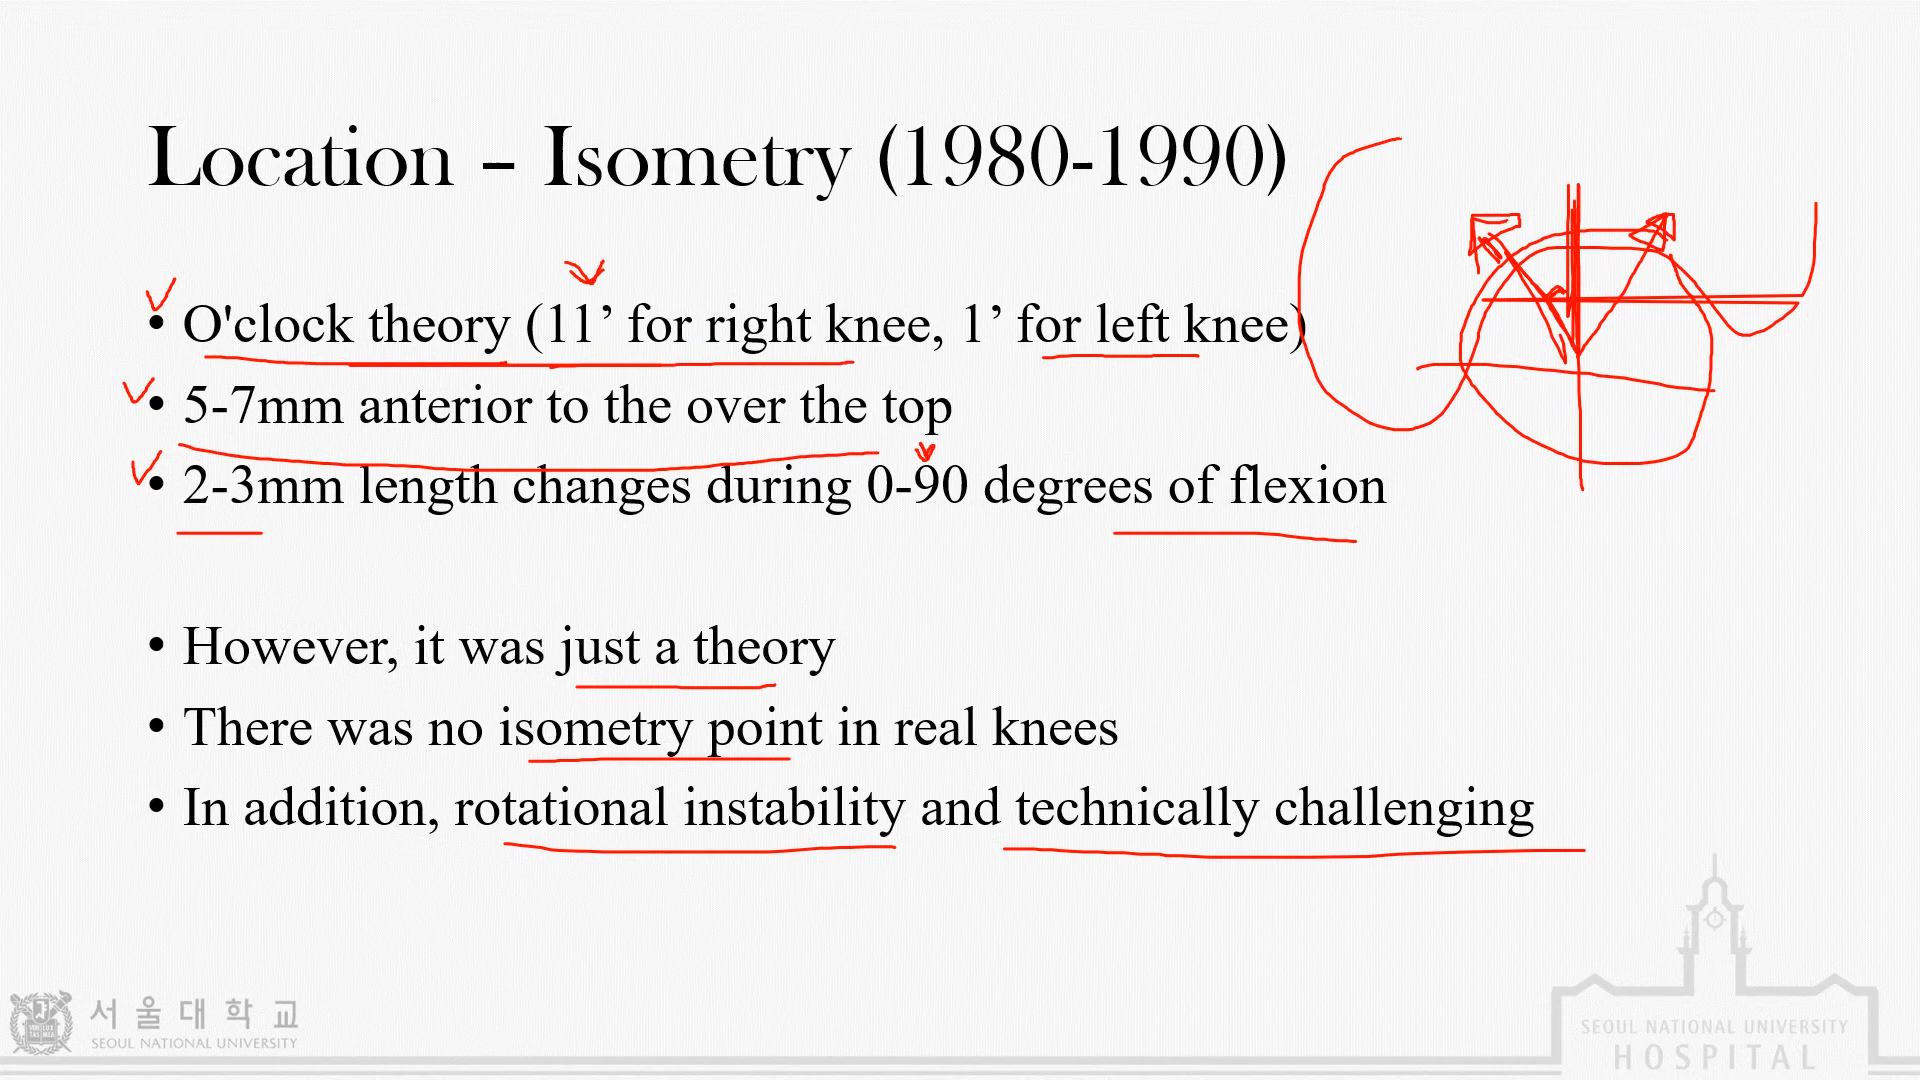 Location – Isometry (1980-1990)
• O'clock theory (11’ for right knee, 1’ for left knee)
• 5-7mm anterior to the over the top
• 2-3mm length changes during 0-90 degrees of flexion
• However, it was just a theory
• There was no isometry point in real knees
• In addition, rotational instability and technically challenging
서울대학교
SEOUL NATIONAL UNIVERSITY
SEOUL NATIONAL UNIVERSITY
HOSPITAL